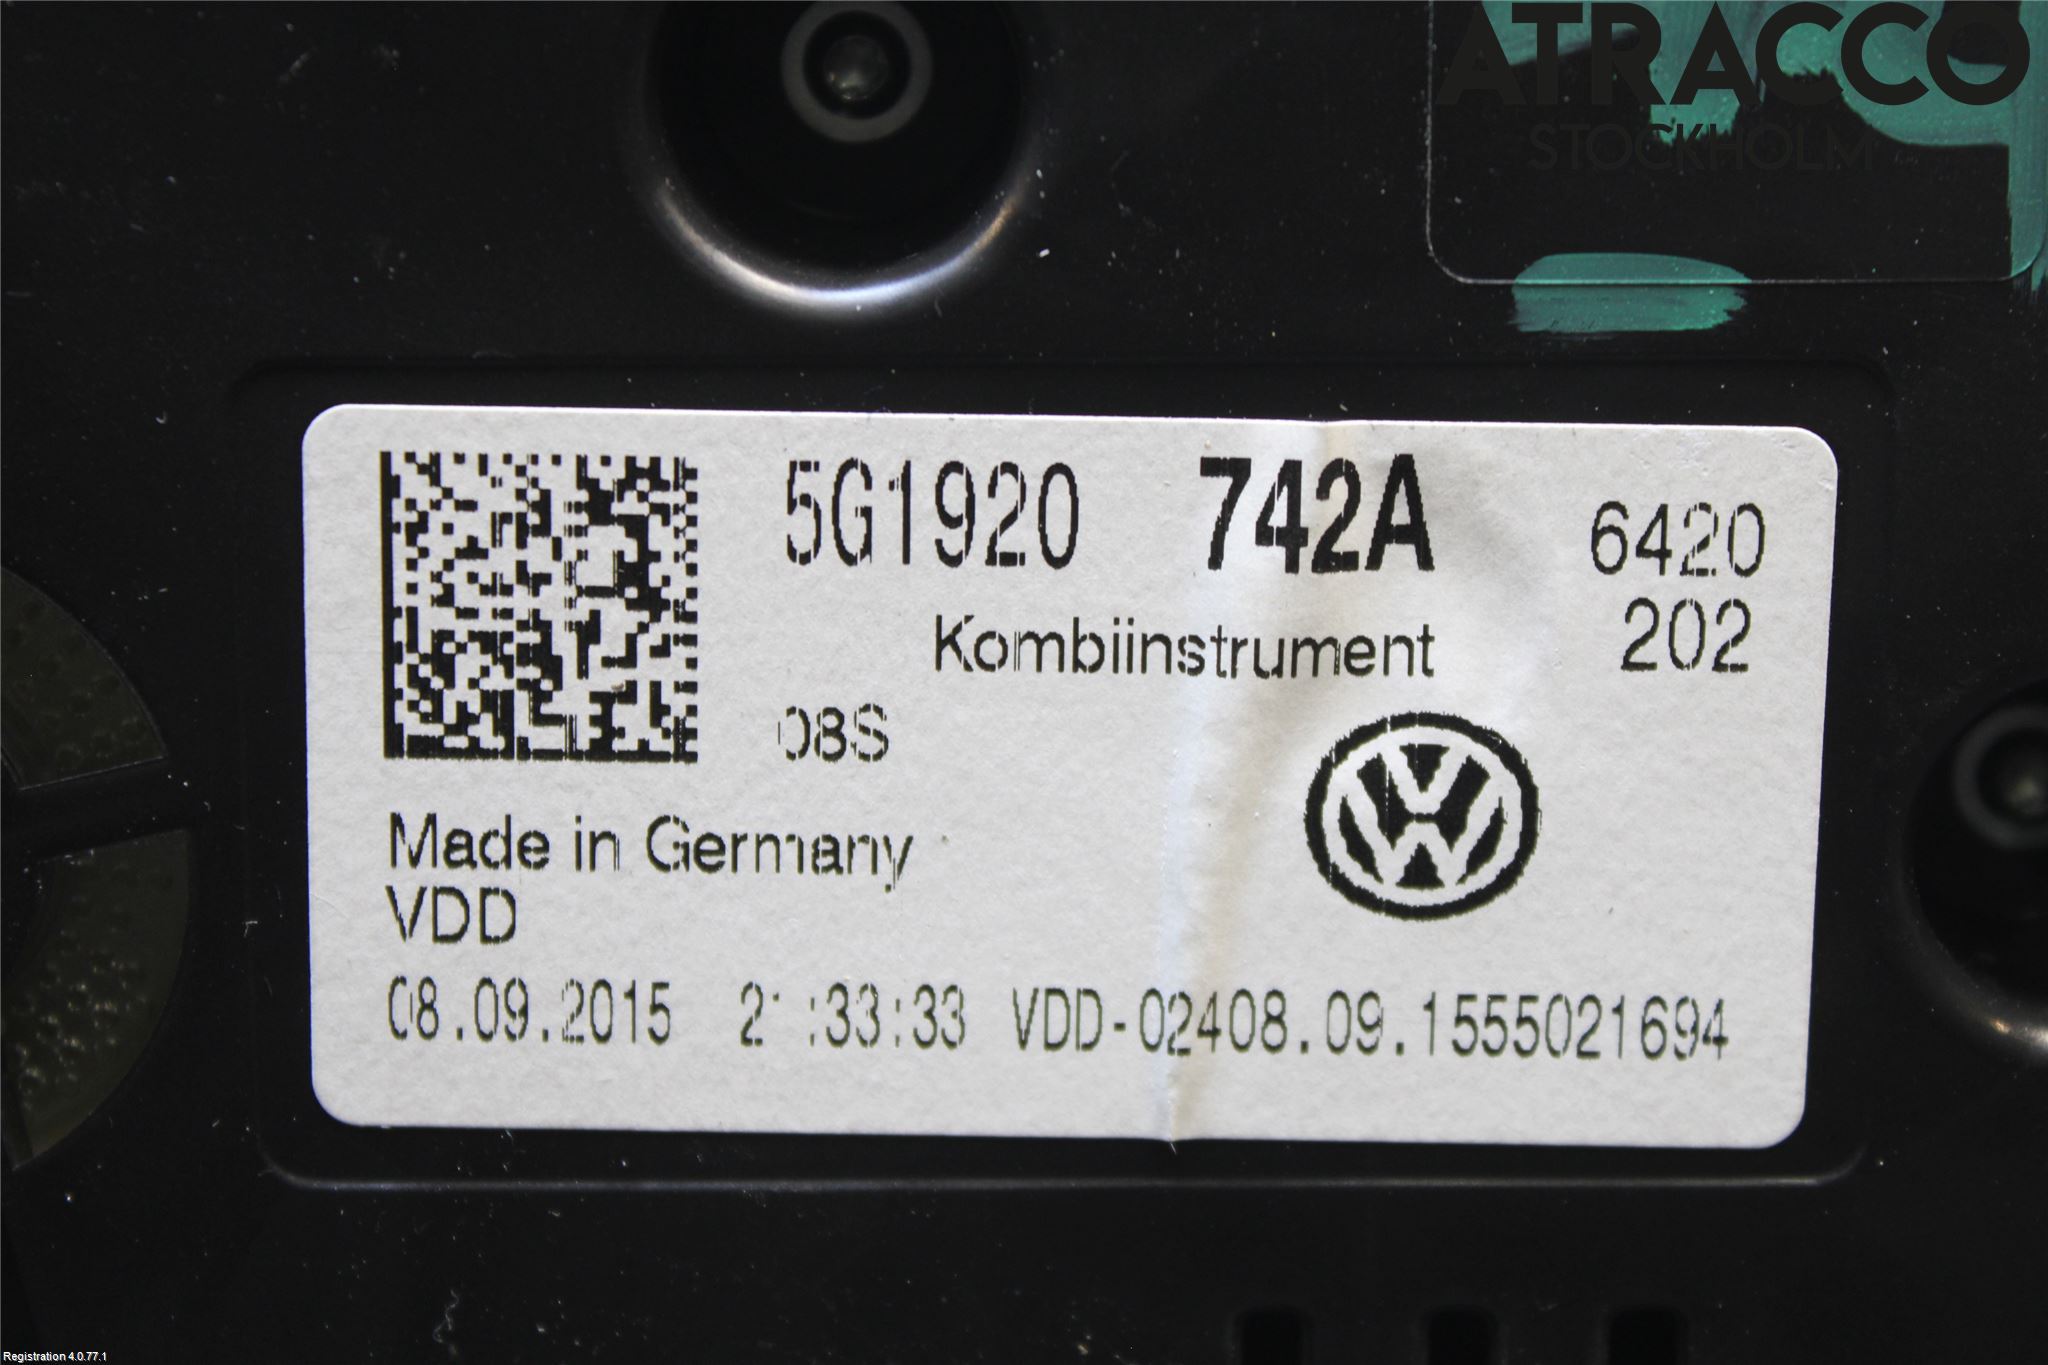 ATRACCO
STOCKHOLM
5G1920 742A 6420
202
Kombiinstrument
08S
Made in Germany
VDD
08.09.2015 :33:33 VDD-02408.09.1555021694
Registration 4.0.77.1